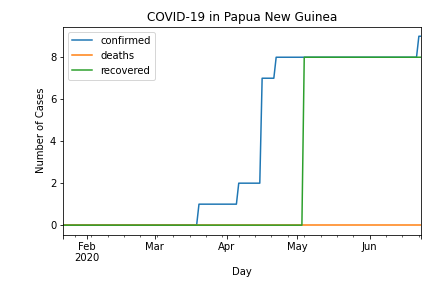 COVID-19 in Papua New Guinea
confirmed
deaths
recovered
Number of Cases
8
6
4
2
0
Feb
2020
Mar
Apr
May
Jun
Day